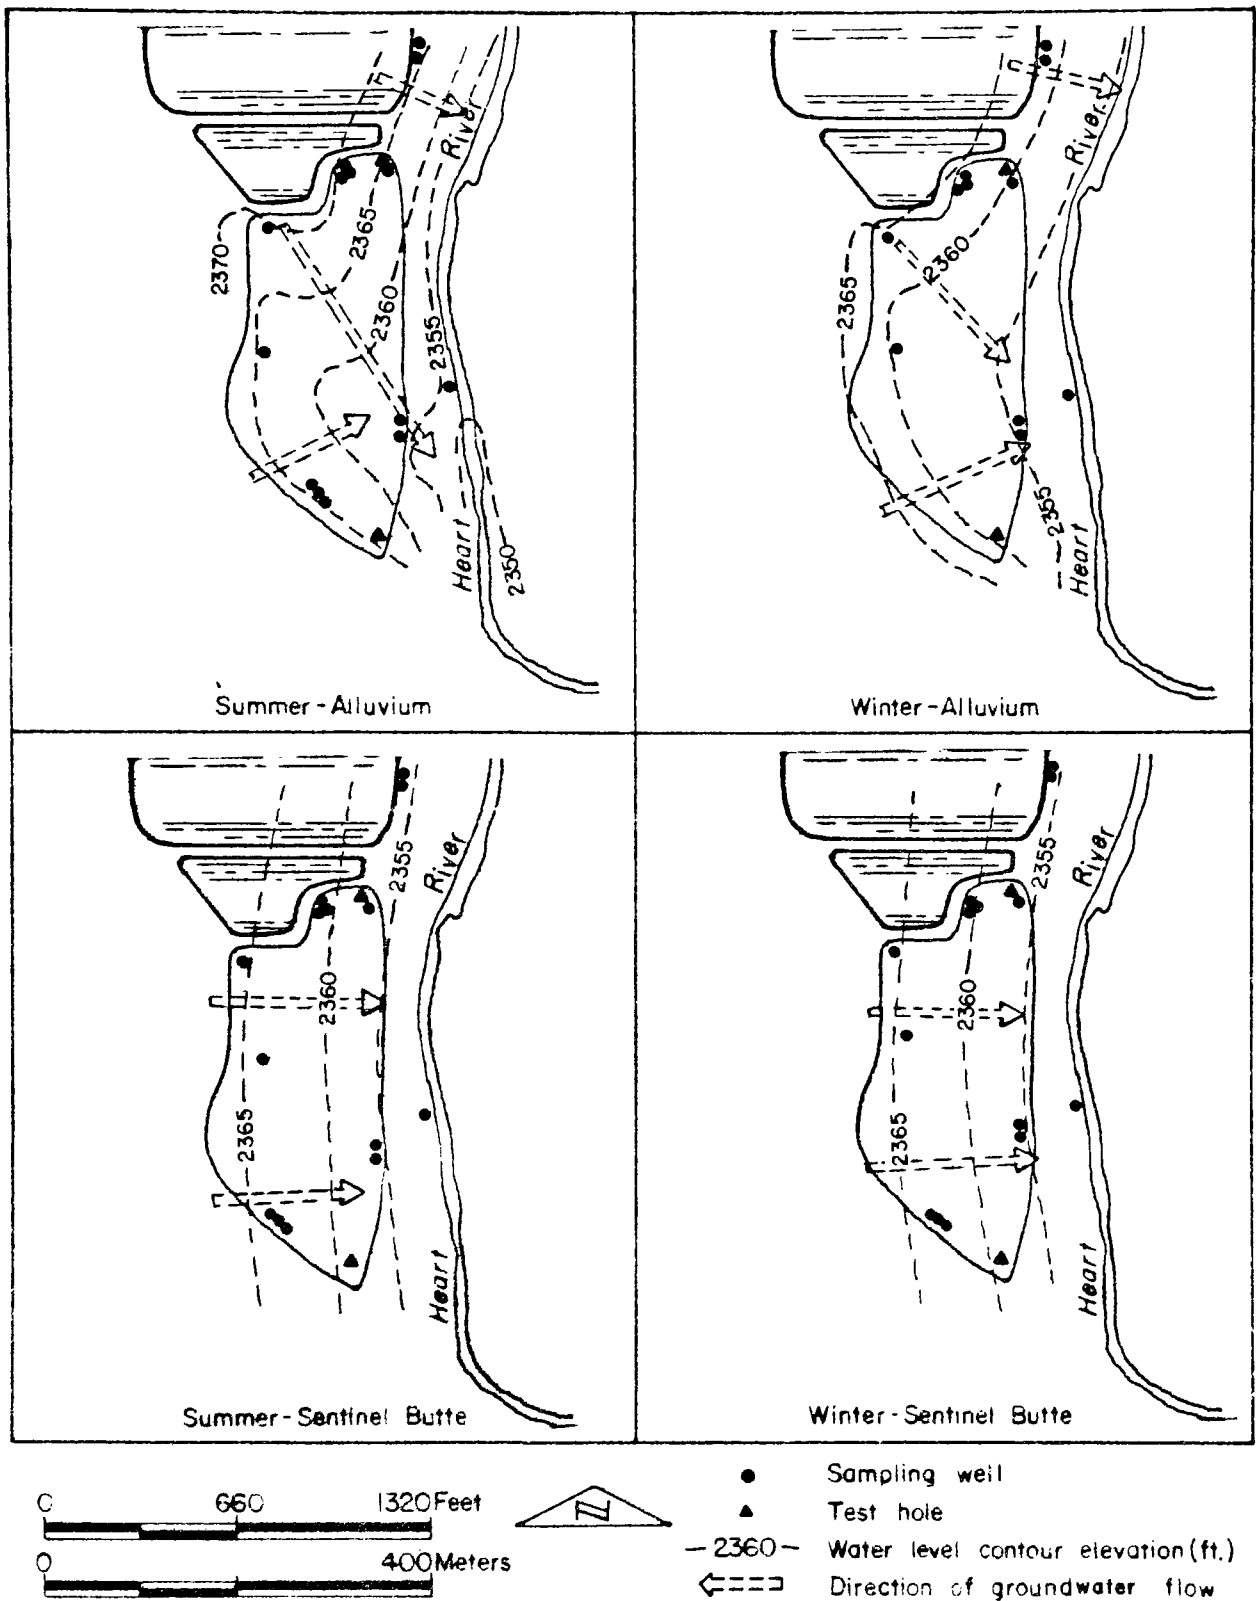 River
2370
2365
2360
2355
Heart
2350
Summer-Alluvium
River
2365
2360
2355
Heart
Winter-Alluvium
River
2355
2360
2365
Heart
Summer-Sentinel Butte
River
2355
2360
2365
Heart
Winter-Sentinel Butte
0 660 1320 Feet
0 400 Meters
N
Sampling well
Test hole
-2360- Water level contour elevation (ft.)
Direction of groundwater flow